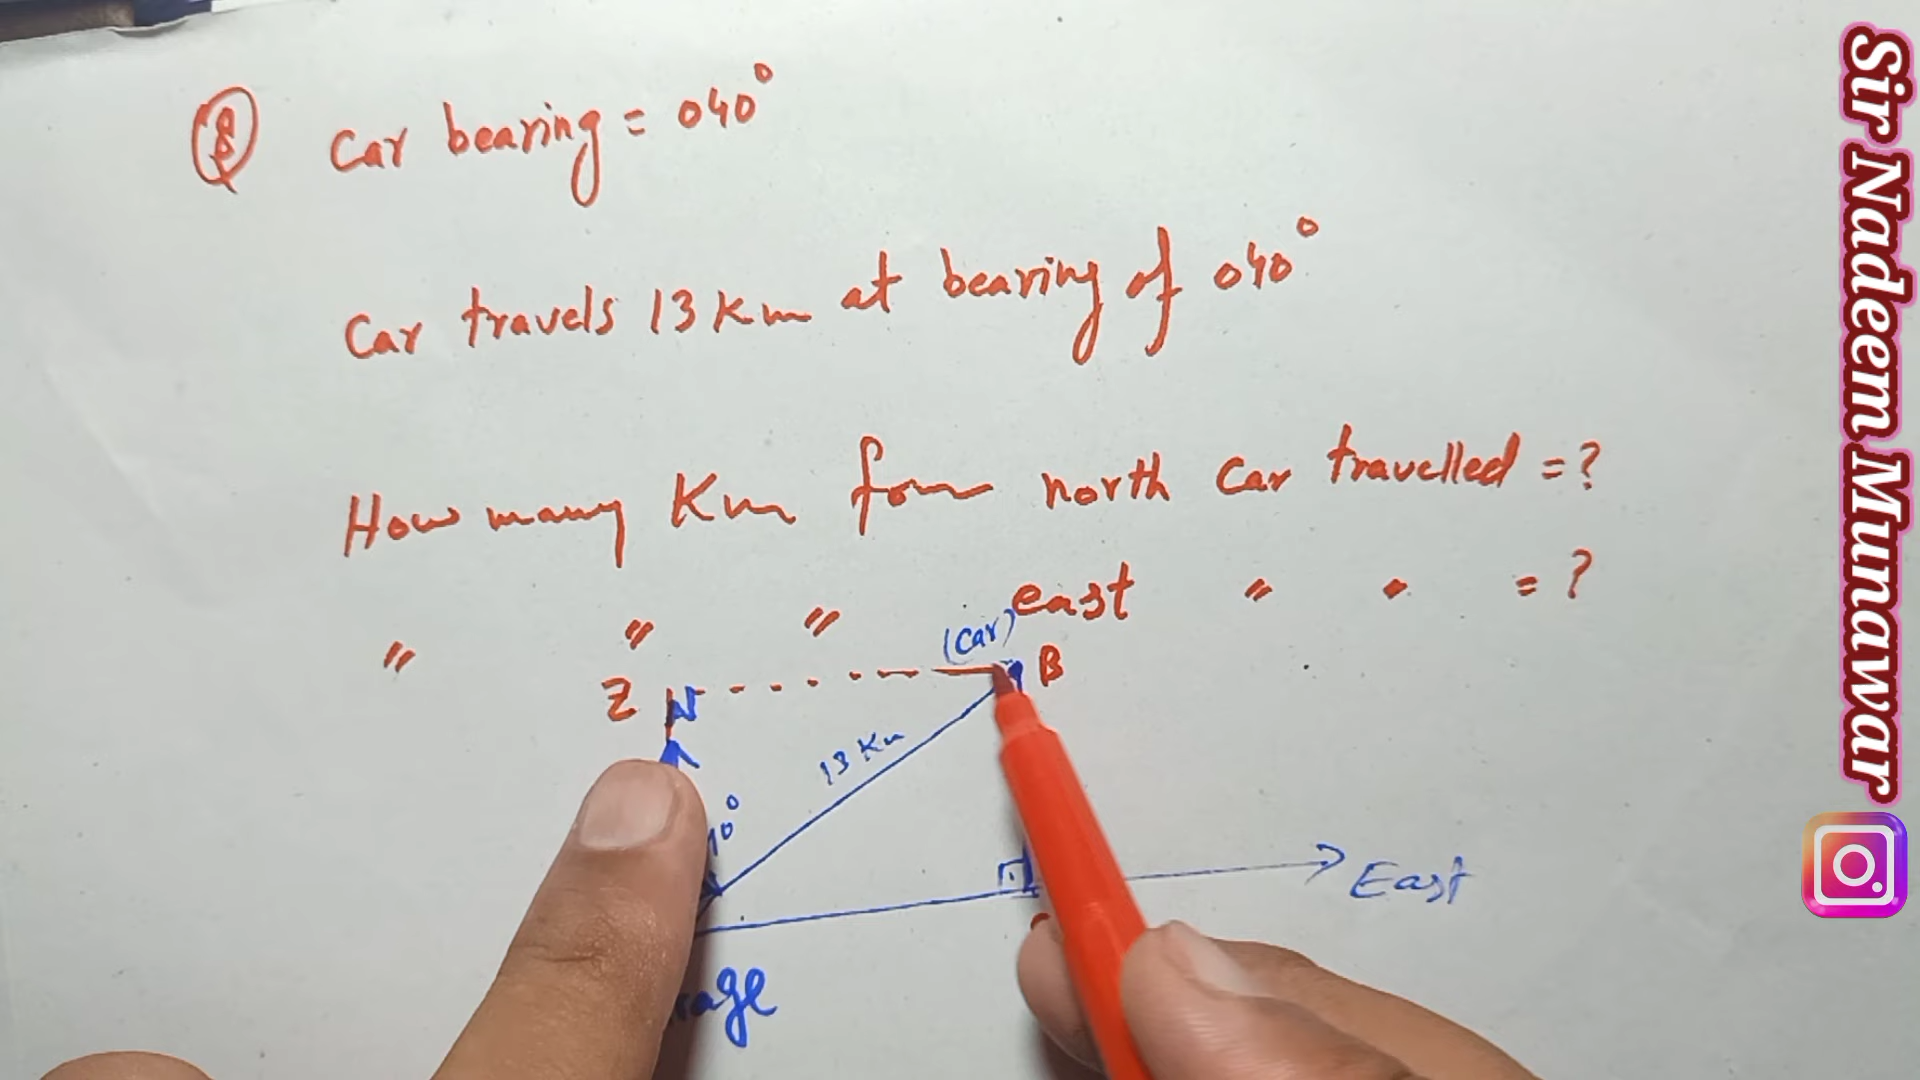 Q Car bearing = 040°
Car travels 13 Km at bearing of 040°
How many Km from north car travelled = ?
" " " east " " = ?
(Car)
Z N B
13 Km
40°
East
Sir Nadeem Munawar